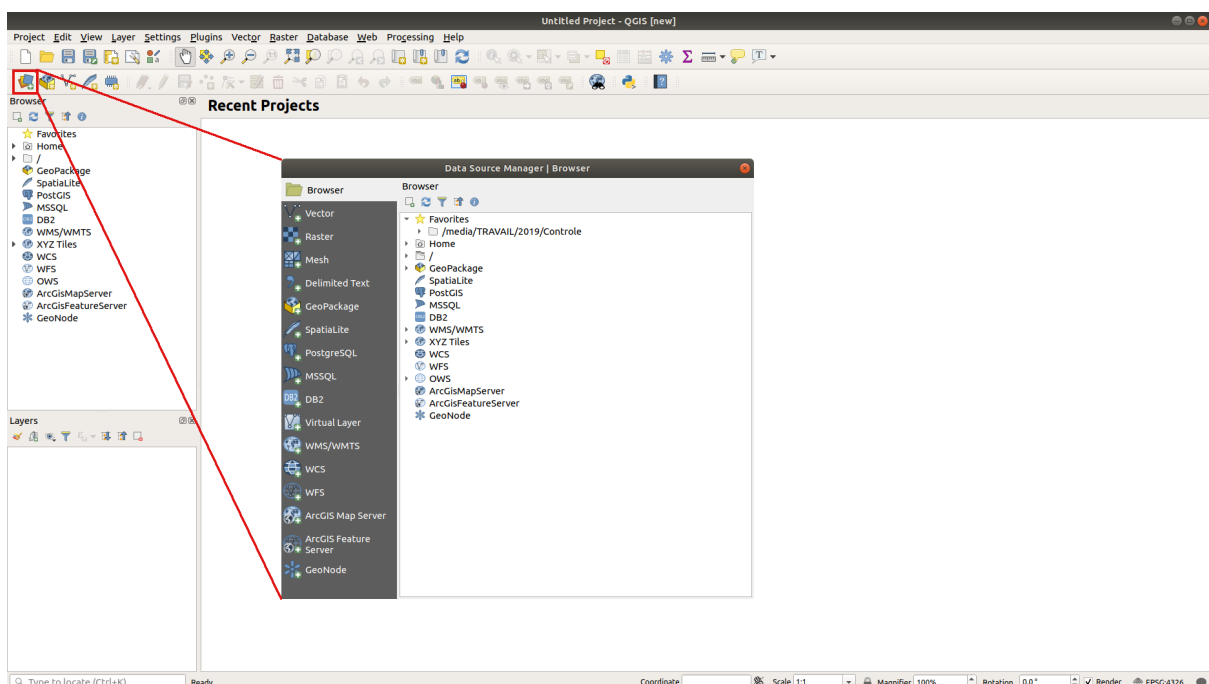 Untitled Project - QGIS [new]
Project Edit View Layer Settings Plugins Vector Raster Database Web Processing Help
Browser
Favorites
Home
/
GeoPackage
SpatiaLite
PostGIS
MSSQL
DB2
WMS/WMTS
XYZ Tiles
WCS
WFS
OWS
ArcGisMapServer
ArcGisFeatureServer
GeoNode
Layers
Recent Projects
Data Source Manager | Browser
Browser
Vector
Raster
Mesh
Delimited Text
GeoPackage
SpatiaLite
PostgreSQL
MSSQL
DB2
Virtual Layer
WMS/WMTS
WCS
WFS
ArcGIS Map Server
ArcGIS Feature
Server
GeoNode
Browser
Favorites
/media/TRAVAIL/2019/Controle
Home
/
GeoPackage
SpatiaLite
PostGIS
MSSQL
DB2
WMS/WMTS
XYZ Tiles
WCS
WFS
OWS
ArcGisMapServer
ArcGisFeatureServer
GeoNode
Type to locate (Ctrl+K) Ready Coordinate Scale 1:1 Magnifier 100% Rotation 0.0 ° Render EPSG:4326